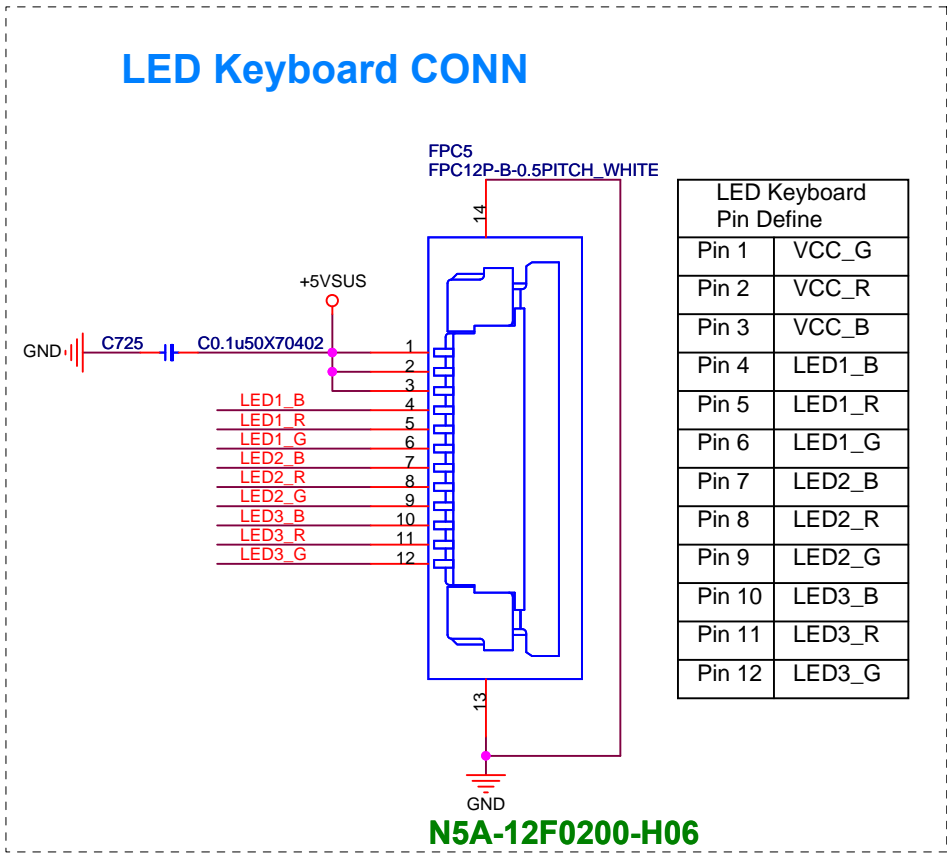 LED Keyboard CONN
FPC5
FPC12P-B-0.5PITCH_WHITE
14
+5VSUS
GND
C725
C0.1u50X70402
1
2
3
LED1_B
4
LED1_R
5
LED1_G
6
LED2_B
7
LED2_R
8
LED2_G
9
LED3_B
10
LED3_R
11
LED3_G
12
13
GND
N5A-12F0200-H06
LED Keyboard
Pin Define
Pin 1 VCC_G
Pin 2 VCC_R
Pin 3 VCC_B
Pin 4 LED1_B
Pin 5 LED1_R
Pin 6 LED1_G
Pin 7 LED2_B
Pin 8 LED2_R
Pin 9 LED2_G
Pin 10 LED3_B
Pin 11 LED3_R
Pin 12 LED3_G